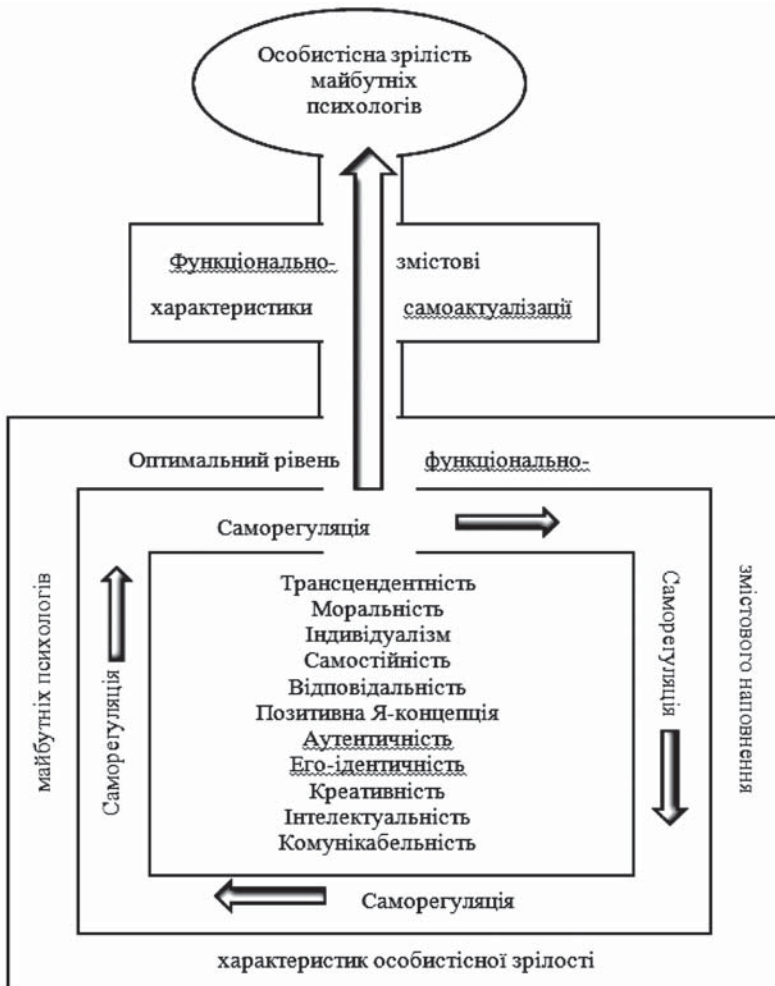 Особистісна зрілість
майбутніх
психологів
Функціонально- змістові
характеристики самоактуалізації
Оптимальний рівень функціонально-
змістового наповнення
характеристик особистісної зрілості
майбутніх психологів
Саморегуляція
Саморегуляція
Саморегуляція
Саморегуляція
Трансцендентність
Моральність
Індивідуалізм
Самостійність
Відповідальність
Позитивна Я-концепція
Аутентичність
Его-ідентичність
Креативність
Інтелектуальність
Комунікабельність